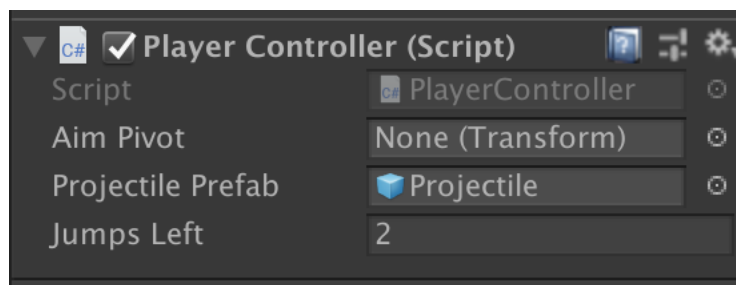 C# Player Controller (Script)
Script C# PlayerController
Aim Pivot None (Transform)
Projectile Prefab Projectile
Jumps Left 2